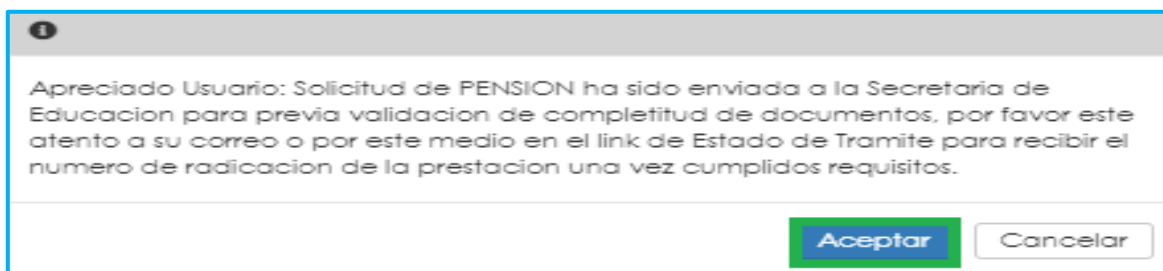 Apreciado Usuario: Solicitud de PENSION ha sido enviada a la Secretaria de
Educacion para previa validacion de completitud de documentos, por favor este
atento a su correo o por este medio en el link de Estado de Tramite para recibir el
numero de radicacion de la prestacion una vez cumplidos requisitos.
Aceptar Cancelar